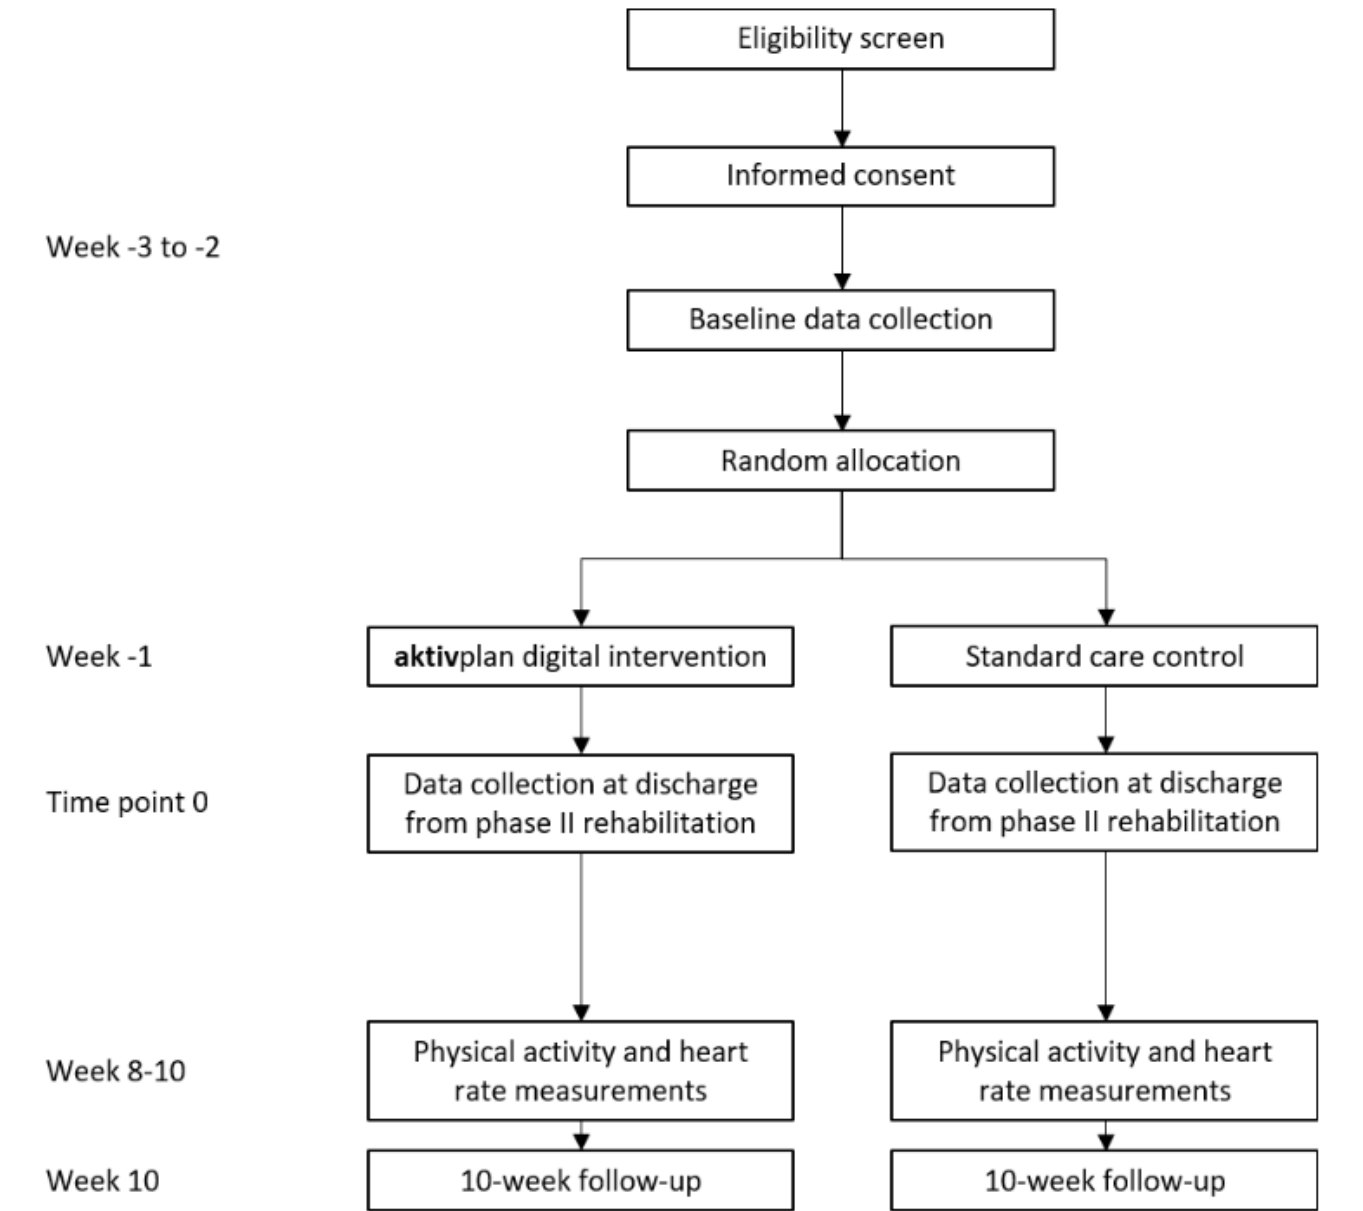 Eligibility screen
Informed consent
Week -3 to -2
Baseline data collection
Random allocation
Week -1
aktivplan digital intervention
Standard care control
Time point 0
Data collection at discharge
from phase II rehabilitation
Data collection at discharge
from phase II rehabilitation
Week 8-10
Physical activity and heart
rate measurements
Physical activity and heart
rate measurements
Week 10
10-week follow-up
10-week follow-up